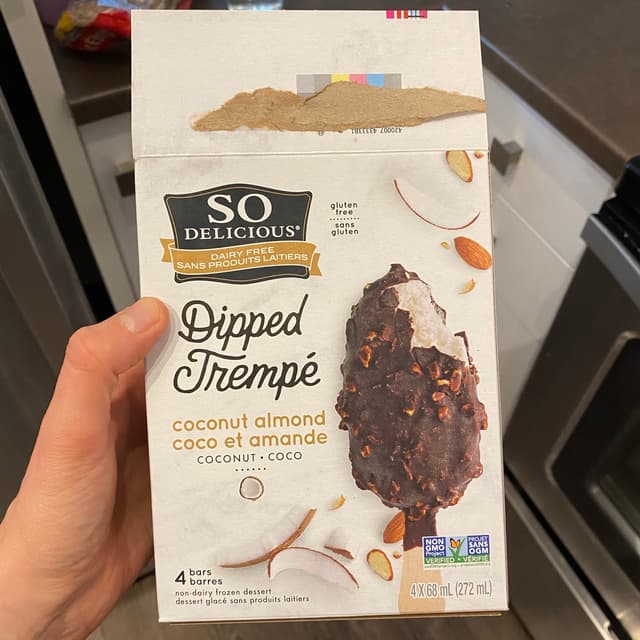 SO
DELICIOUS®
DAIRY FREE
SANS PRODUITS LAITIERS
gluten
free
sans
gluten
Dipped
Trempé
coconut almond
coco et amande
COCONUT • COCO
4 bars
barres
non-dairy frozen dessert
dessert glacé sans produits laitiers
NON
GMO
Project
VERIFIED
PROJET
SANS
OGM
VÉRIFIÉ
4 X 68 mL (272 mL)